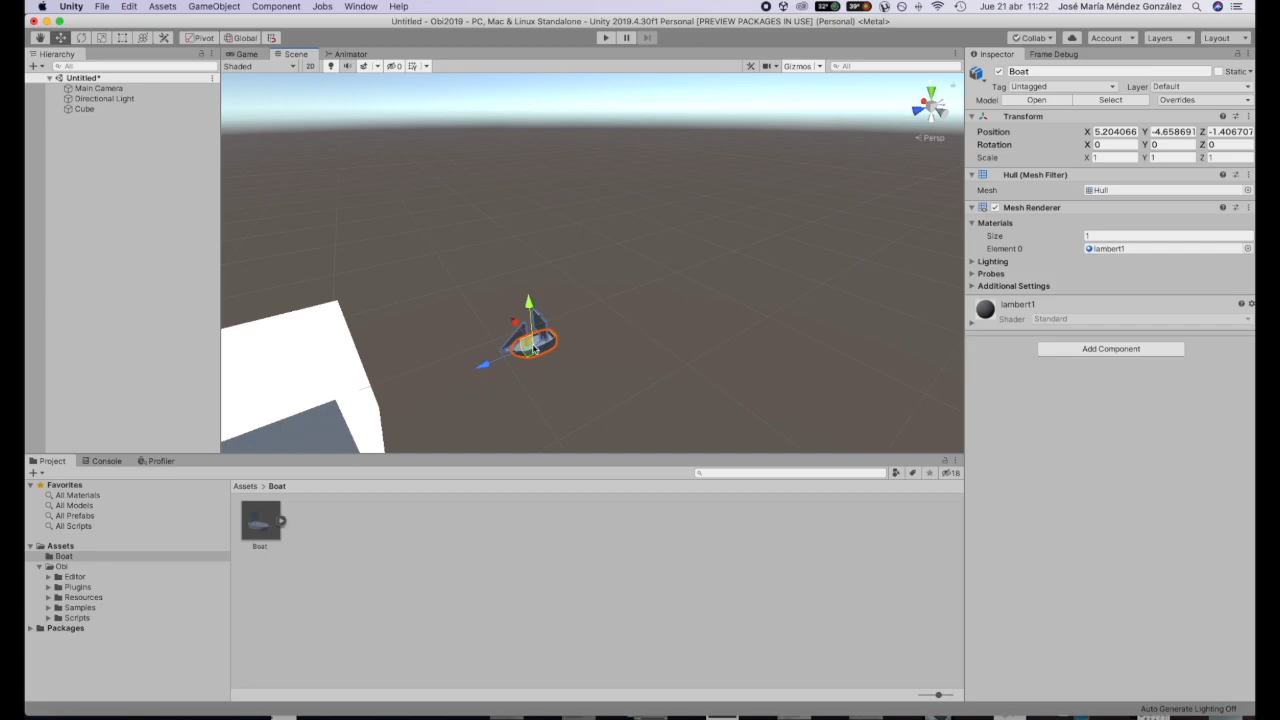 Unity File Edit Assets GameObject Component Jobs Window Help 32° 39° Jue 21 abr 11:22 José María Méndez González
Untitled - Obi2019 - PC, Mac & Linux Standalone - Unity 2019.4.30f1 Personal [PREVIEW PACKAGES IN USE] (Personal) <Metal>
Pivot Global Collab Account Layers Layout
Hierarchy
All
Untitled*
Main Camera
Directional Light
Cube
Game Scene Animator
Shaded 2D 0 Gizmos All
Persp
Inspector Frame Debug
Boat Static
Tag Untagged Layer Default
Model Open Select Overrides
Transform
Position X 5.204066 Y -4.658691 Z -1.406707
Rotation X 0 Y 0 Z 0
Scale X 1 Y 1 Z 1
Hull (Mesh Filter)
Mesh Hull
Mesh Renderer
Materials
Size 1
Element 0 lambert1
Lighting
Probes
Additional Settings
lambert1
Shader Standard
Add Component
Project Console Profiler
18
Favorites
All Materials
All Models
All Prefabs
All Scripts
Assets
Boat
Obi
Editor
Plugins
Resources
Samples
Scripts
Packages
Assets > Boat
Boat
Auto Generate Lighting Off